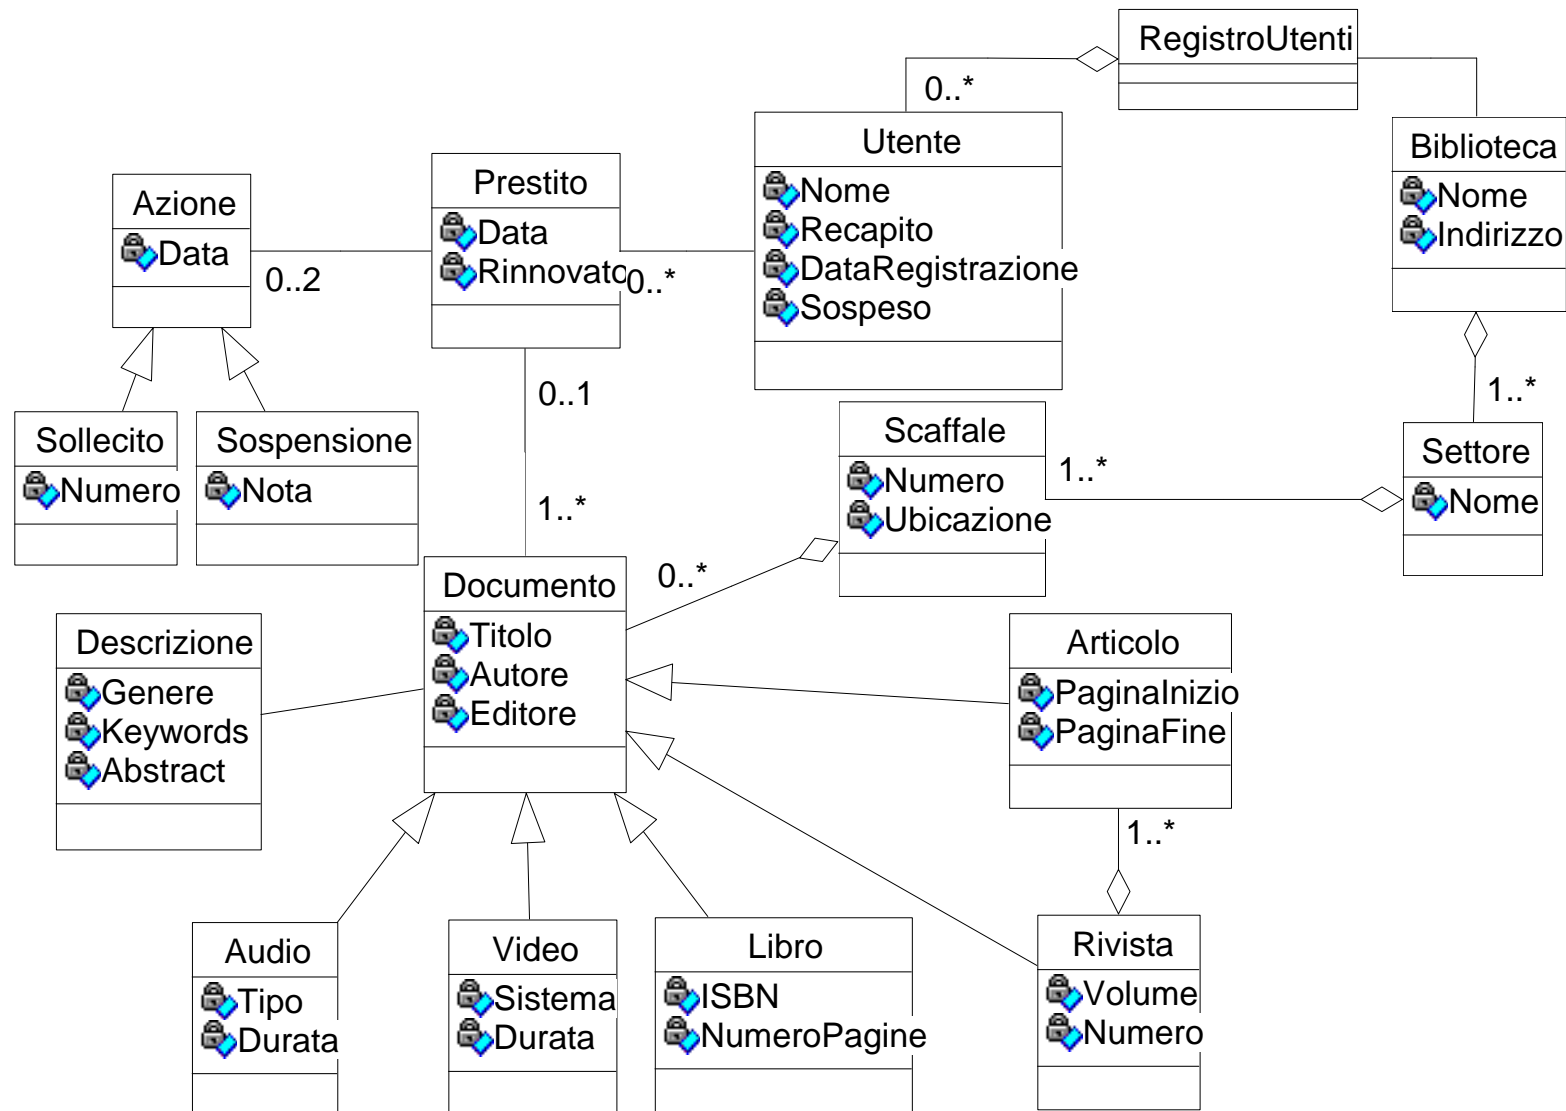 RegistroUtenti
0..*
Utente
Nome
Recapito
DataRegistrazione
Sospeso
Biblioteca
Nome
Indirizzo
Prestito
Data
Rinnovato
0..*
Azione
Data
0..2
0..1
1..*
Sollecito
Numero
Sospensione
Nota
Scaffale
Numero
Ubicazione
1..*
1..*
Settore
Nome
0..*
Documento
Titolo
Autore
Editore
Descrizione
Genere
Keywords
Abstract
Articolo
PaginaInizio
PaginaFine
1..*
Audio
Tipo
Durata
Video
Sistema
Durata
Libro
ISBN
NumeroPagine
Rivista
Volume
Numero